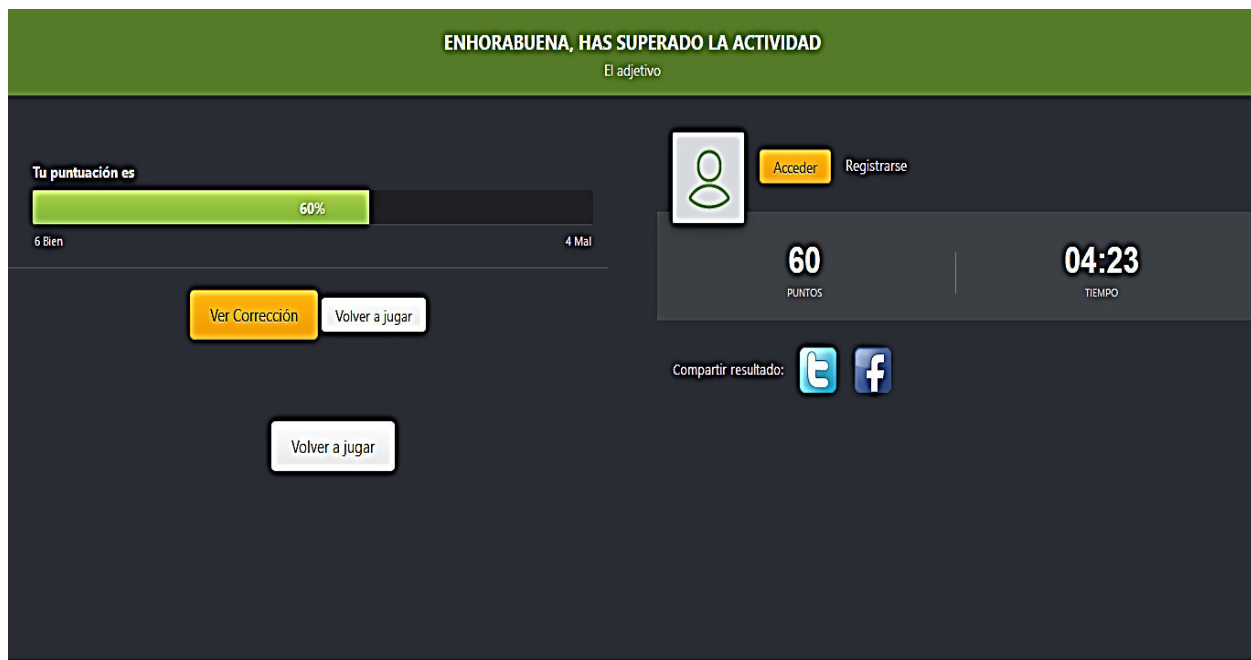 ENHORABUENA, HAS SUPERADO LA ACTIVIDAD
El adjetivo
Tu puntuación es
60%
6 Bien
4 Mal
Ver Corrección
Volver a jugar
Volver a jugar
Acceder
Registrarse
60
PUNTOS
04:23
TIEMPO
Compartir resultado: